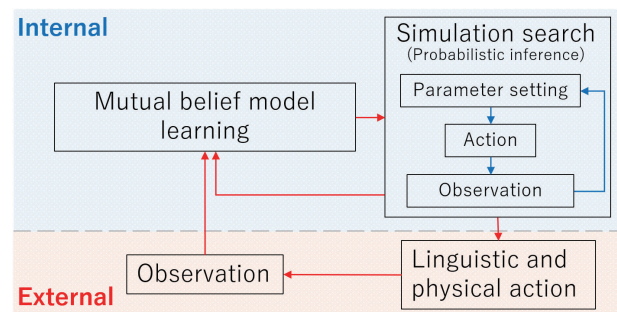 Internal
Simulation search
(Probabilistic inference)
Parameter setting
Mutual belief model
learning
Action
Observation
Observation
Linguistic and
physical action
External